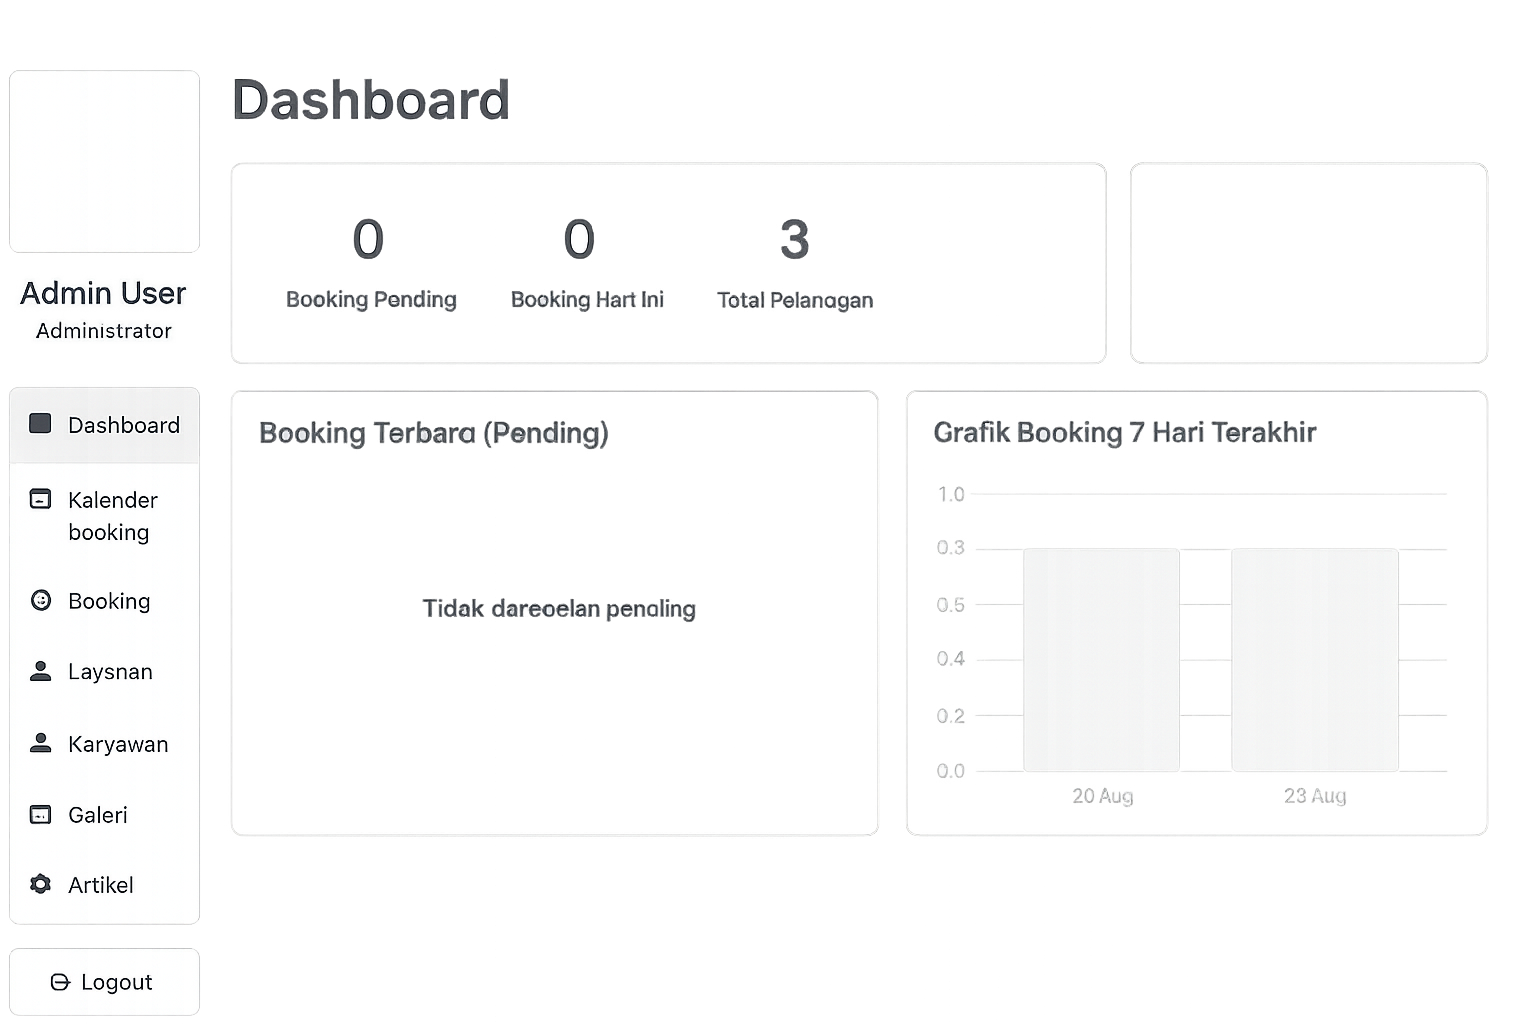 Dashboard
0
0
3
Booking Pending
Booking Hart Ini
Total Pelanagan
Admin User
Administrator
Dashboard
Kalender
booking
Booking
Laysnan
Karyawan
Galeri
Artikel
Logout
Booking Terbara (Pending)
Tidak dareoelan penaling
Grafik Booking 7 Hari Terakhir
1.0
0.3
0.5
0.4
0.2
0.0
20 Aug
23 Aug